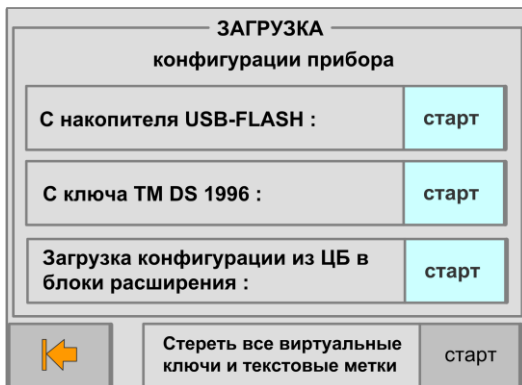 ЗАГРУЗКА
конфигурации прибора
С накопителя USB-FLASH :
старт
С ключа TM DS 1996 :
старт
Загрузка конфигурации из ЦБ в
блоки расширения :
старт
Стереть все виртуальные
ключи и текстовые метки
старт